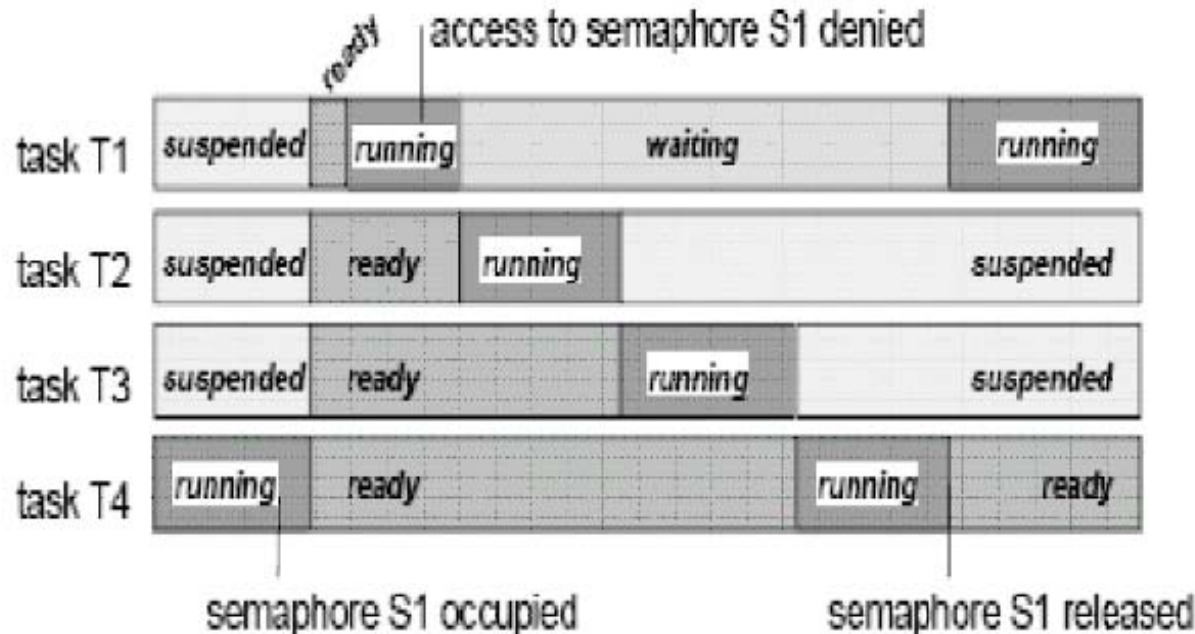 ready
access to semaphore S1 denied
task T1 suspended running waiting running
task T2 suspended ready running suspended
task T3 suspended ready running suspended
task T4 running ready running ready
semaphore S1 occupied semaphore S1 released